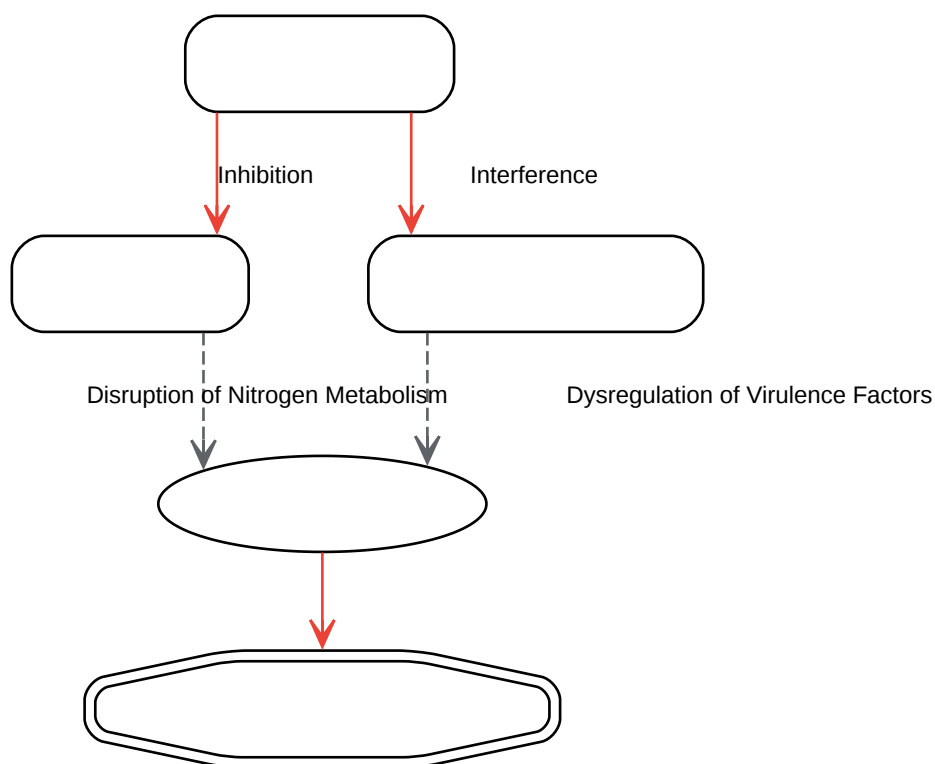 Inhibition
Interference
Disruption of Nitrogen Metabolism
Dysregulation of Virulence Factors